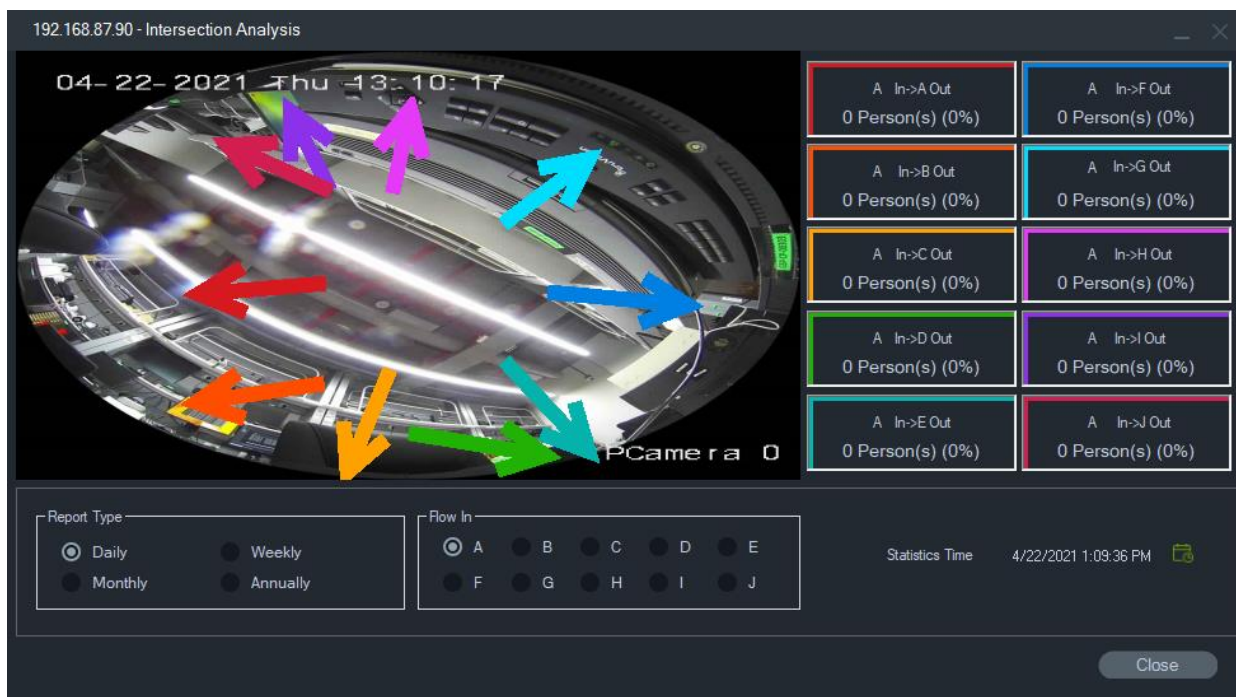 192.168.87.90 - Intersection Analysis
04-22-2021 Thu 13:10:17
PCamera 0
A In->A Out
0 Person(s) (0%)
A In->F Out
0 Person(s) (0%)
A In->B Out
0 Person(s) (0%)
A In->G Out
0 Person(s) (0%)
A In->C Out
0 Person(s) (0%)
A In->H Out
0 Person(s) (0%)
A In->D Out
0 Person(s) (0%)
A In->I Out
0 Person(s) (0%)
A In->E Out
0 Person(s) (0%)
A In->J Out
0 Person(s) (0%)
Report Type
Daily Weekly
Monthly Annually
Flow In
A B C D E
F G H I J
Statistics Time 4/22/2021 1:09:36 PM
Close